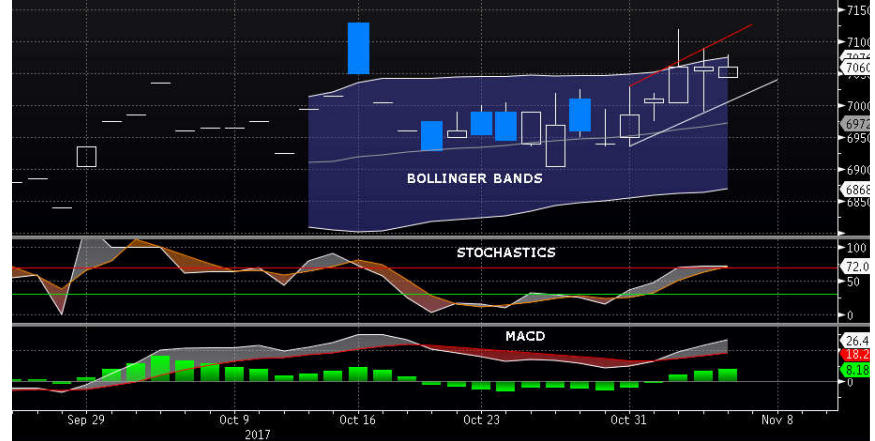 7150
7100
7076
7060
7000
6972
6950
6900
6868
6850
BOLLINGER BANDS
STOCHASTICS
100
72.0
50
0
MACD
26.4
18.2
8.18
0
Sep 29
Oct 9
Oct 16
Oct 23
Oct 31
Nov 8
2017